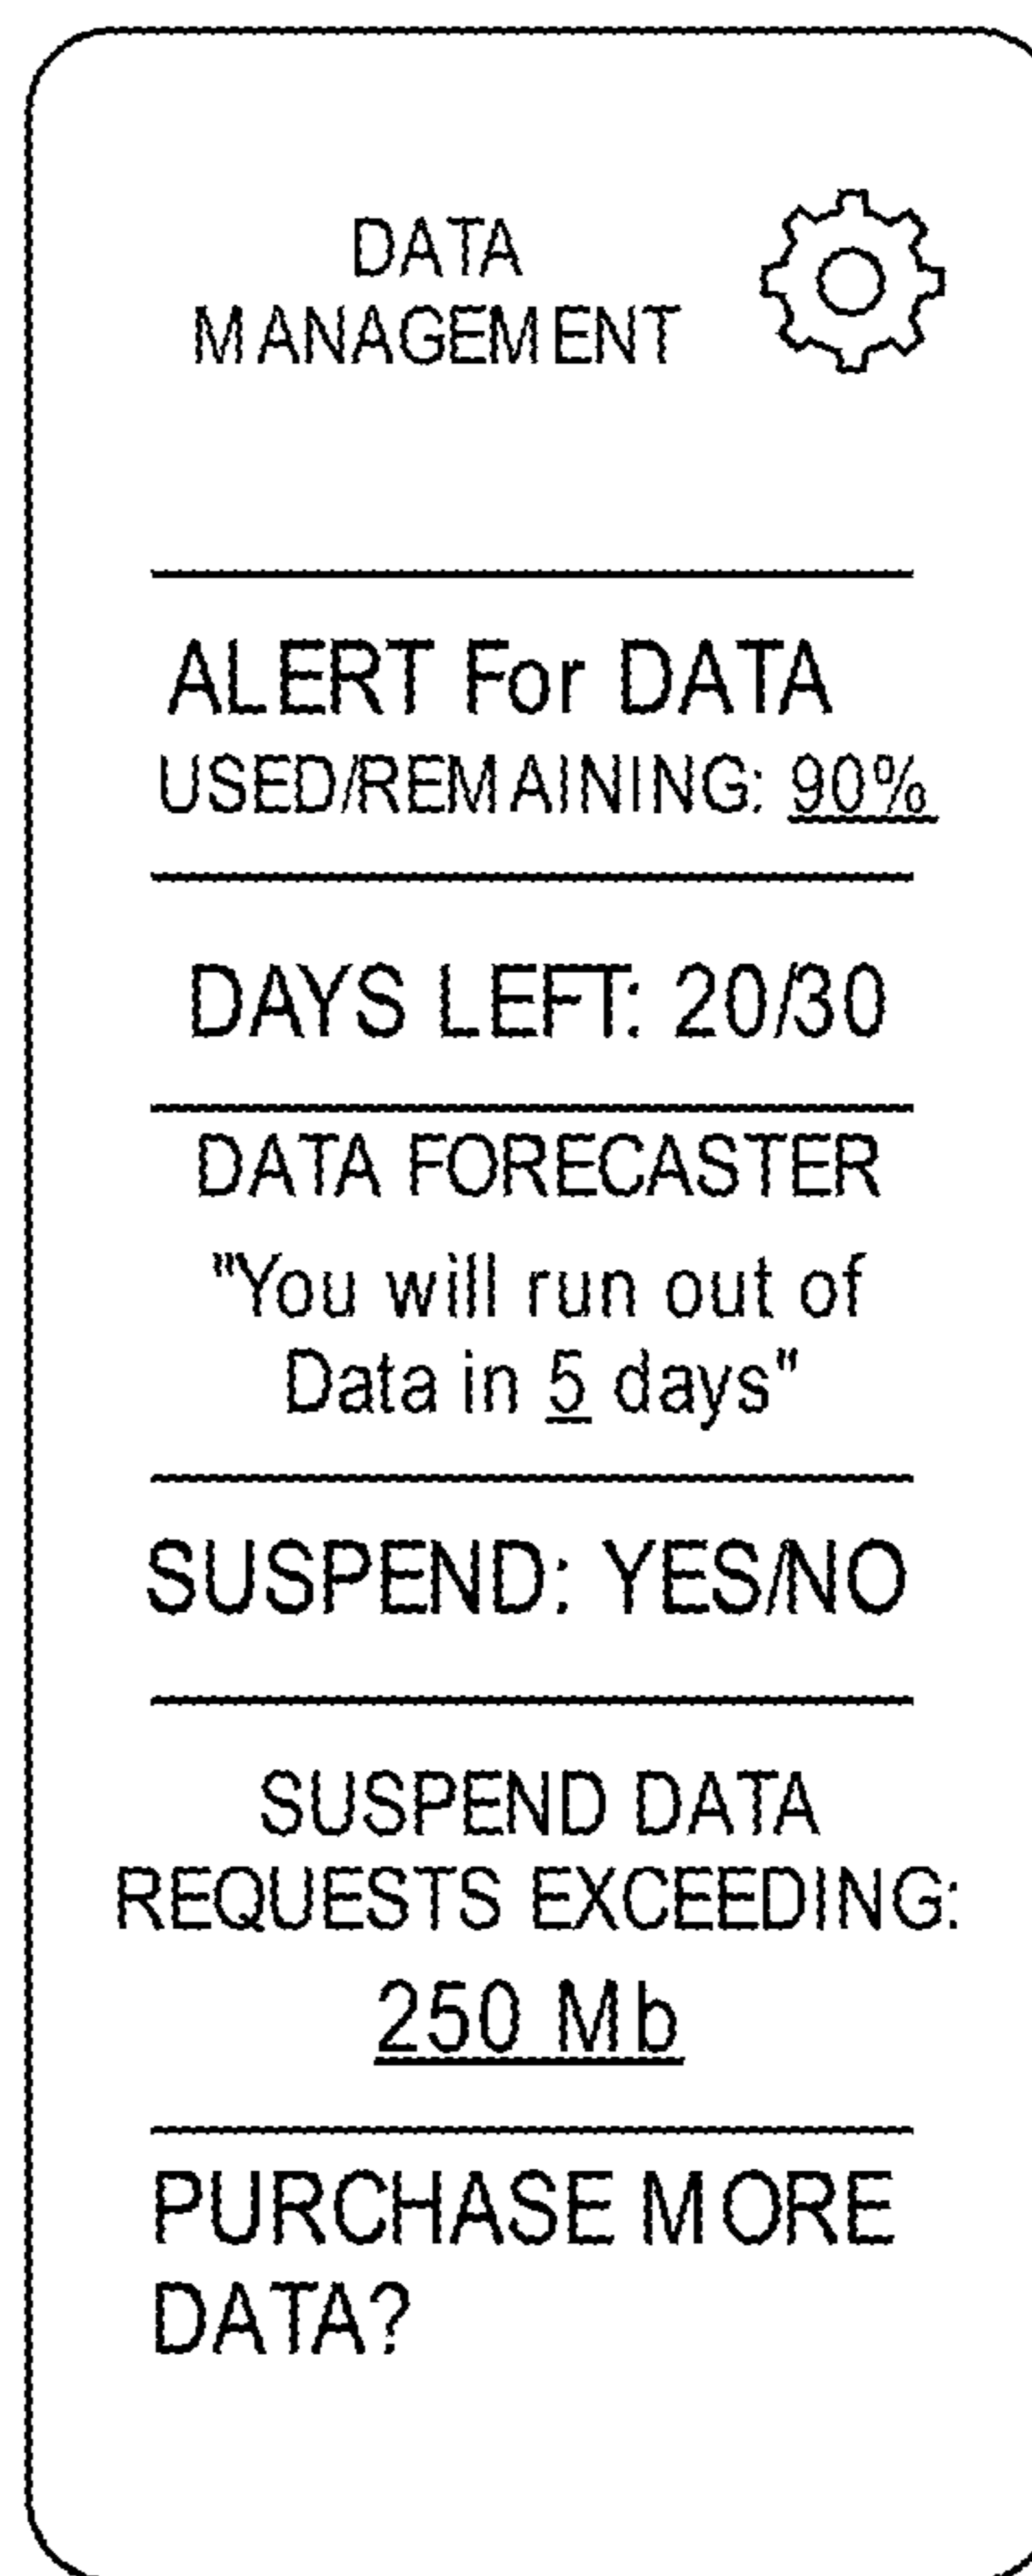 DATA
MANAGEMENT
ALERT For DATA
USED/REMAINING: 90%
DAYS LEFT: 20/30
DATA FORECASTER
"You will run out of
Data in 5 days"
SUSPEND: YES/NO
SUSPEND DATA
REQUESTS EXCEEDING:
250 Mb
PURCHASE MORE
DATA?